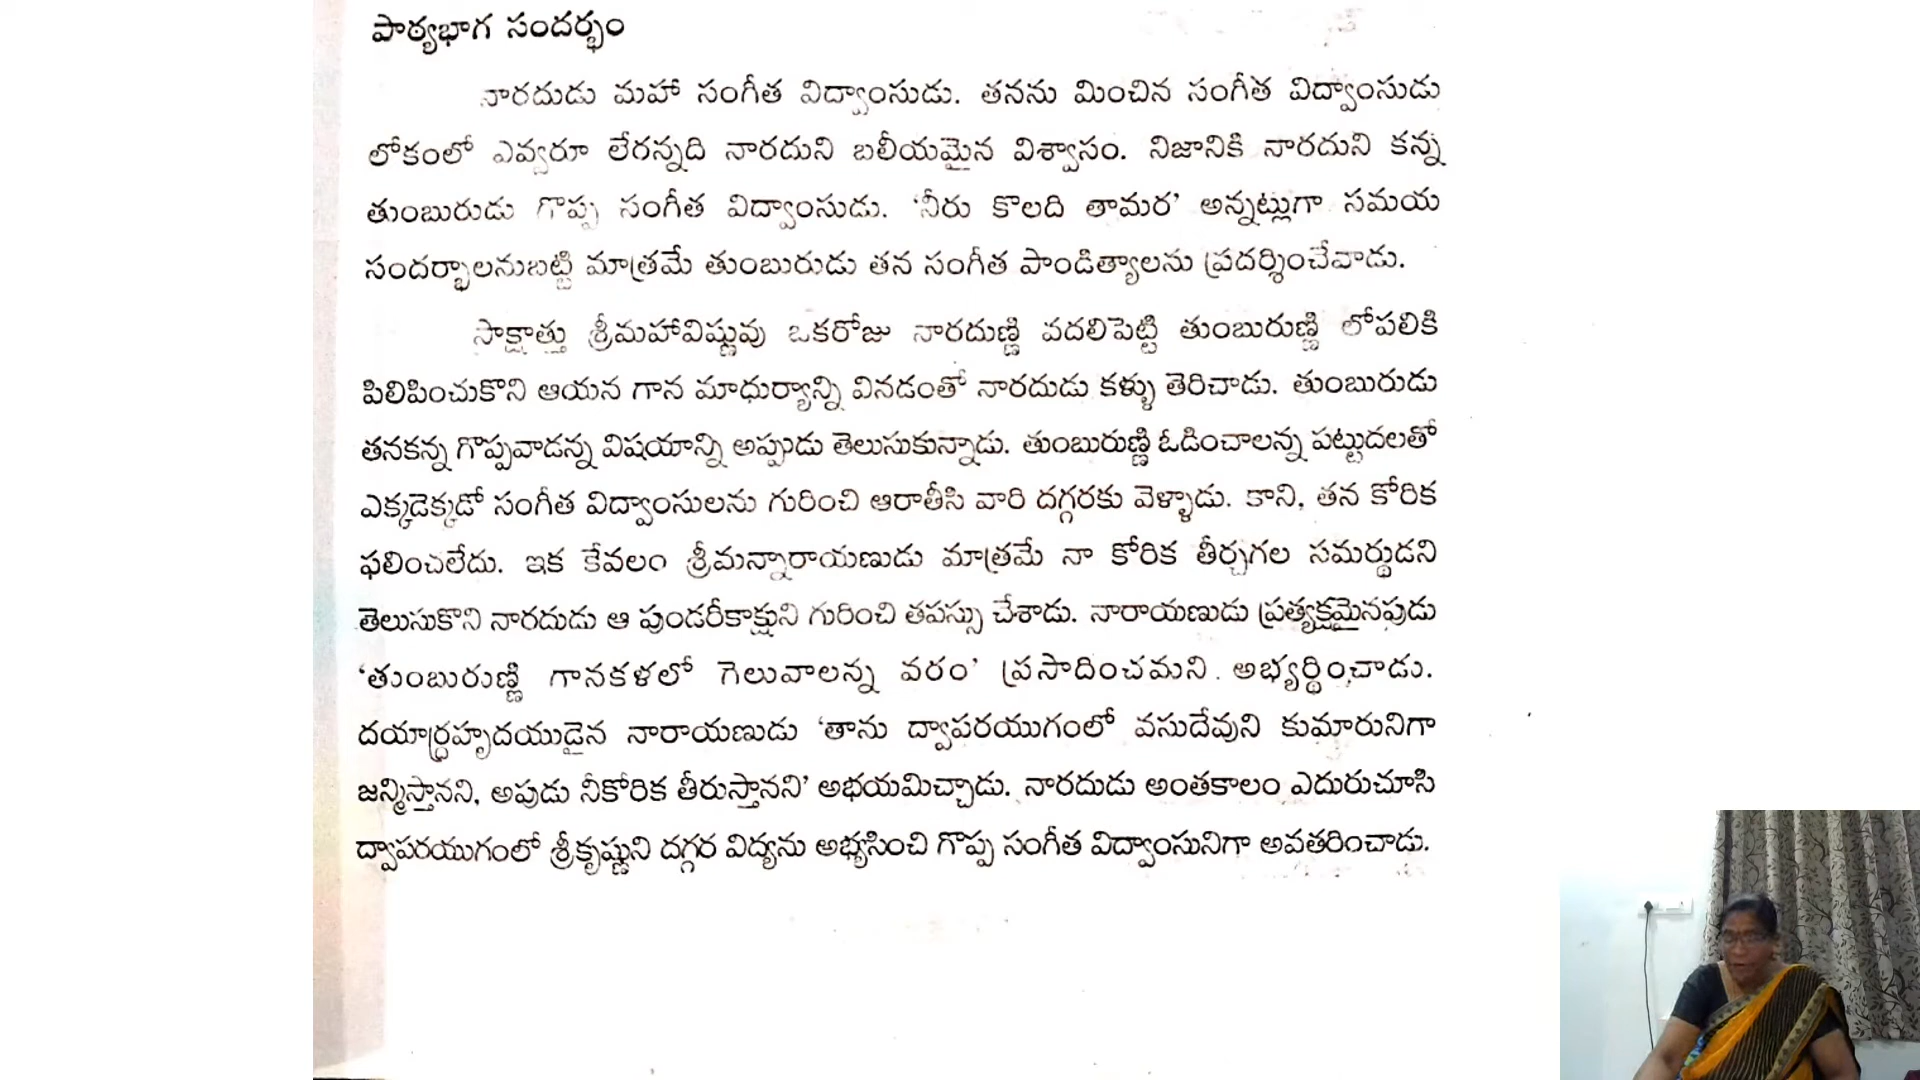 పాఠ్యభాగ సందర్భం
నారదుడు మహా సంగీత విద్వాంసుడు. తనను మించిన సంగీత విద్వాంసుడు
లోకంలో ఎవ్వరూ లేరన్నది నారదుని బలీయమైన విశ్వాసం. నిజానికి నారదుని కన్న
తుంబురుడు గొప్ప సంగీత విద్వాంసుడు. ‘నీరు కొలది తామర’ అన్నట్లుగా సమయ
సందర్భాలనుబట్టి మాత్రమే తుంబురుడు తన సంగీత పాండిత్యాలను ప్రదర్శించేవాడు.
సాక్షాత్తు శ్రీమహావిష్ణువు ఒకరోజు నారదుణ్ణి వదలిపెట్టి తుంబురుణ్ణి లోపలికి
పిలిపించుకొని ఆయన గాన మాధుర్యాన్ని వినడంతో నారదుడు కళ్ళు తెరిచాడు. తుంబురుడు
తనకన్న గొప్పవాడన్న విషయాన్ని అప్పుడు తెలుసుకున్నాడు. తుంబురుణ్ణి ఓడించాలన్న పట్టుదలతో
ఎక్కడెక్కడో సంగీత విద్వాంసులను గురించి ఆరాతీసి వారి దగ్గరకు వెళ్ళాడు. కాని, తన కోరిక
ఫలించలేదు. ఇక కేవలం శ్రీమన్నారాయణుడు మాత్రమే నా కోరిక తీర్చగల సమర్థుడని
తెలుసుకొని నారదుడు ఆ పుండరీకాక్షుని గురించి తపస్సు చేశాడు. నారాయణుడు ప్రత్యక్షమైనపుడు
‘తుంబురుణ్ణి గానకళలో గెలువాలన్న వరం’ ప్రసాదించమని అభ్యర్థించాడు.
దయార్ద్రహృదయుడైన నారాయణుడు ‘తాను ద్వాపరయుగంలో వసుదేవుని కుమారునిగా
జన్మిస్తానని, అపుడు నీకోరిక తీరుస్తానని’ అభయమిచ్చాడు. నారదుడు అంతకాలం ఎదురుచూసి
ద్వాపరయుగంలో శ్రీకృష్ణుని దగ్గర విద్యను అభ్యసించి గొప్ప సంగీత విద్వాంసునిగా అవతరించాడు.